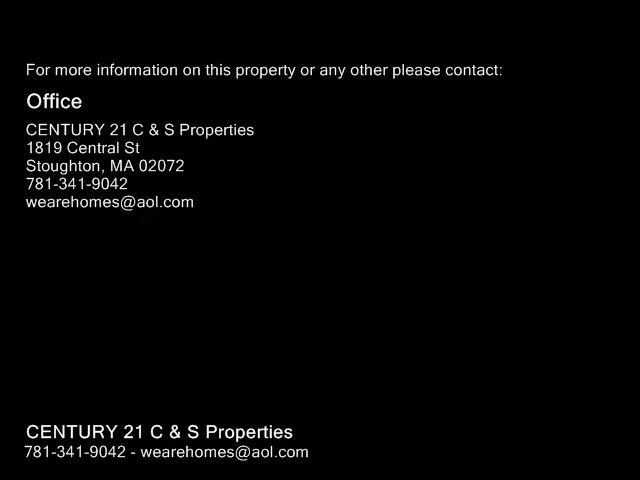 For more information on this property or any other please contact:
Office
CENTURY 21 C & S Properties
1819 Central St
Stoughton, MA 02072
781-341-9042
wearehomes@aol.com
CENTURY 21 C & S Properties
781-341-9042 - wearehomes@aol.com